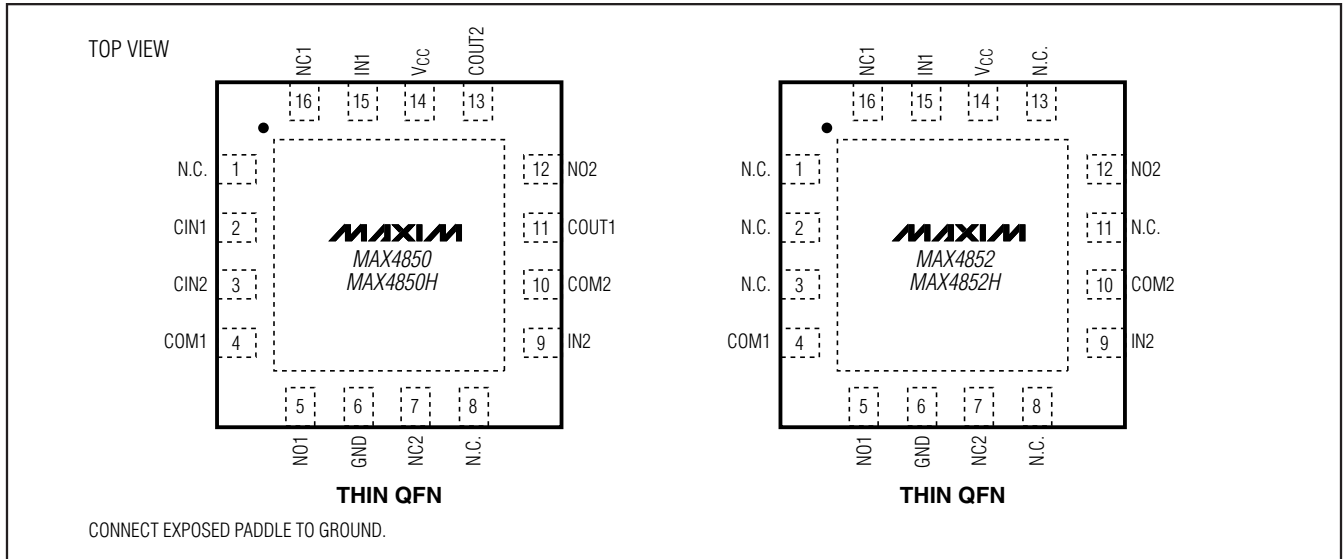 TOP VIEW
NC1 IN1 VCC COUT2
16 15 14 13
N.C. 1
CIN1 2
CIN2 3
COM1 4
12 NO2
11 COUT1
10 COM2
9 IN2
MAXIM
MAX4850
MAX4850H
5 6 7 8
NO1 GND NC2 N.C.
THIN QFN
NC1 IN1 VCC N.C.
16 15 14 13
N.C. 1
N.C. 2
N.C. 3
COM1 4
12 NO2
11 N.C.
10 COM2
9 IN2
MAXIM
MAX4852
MAX4852H
5 6 7 8
NO1 GND NC2 N.C.
THIN QFN
CONNECT EXPOSED PADDLE TO GROUND.